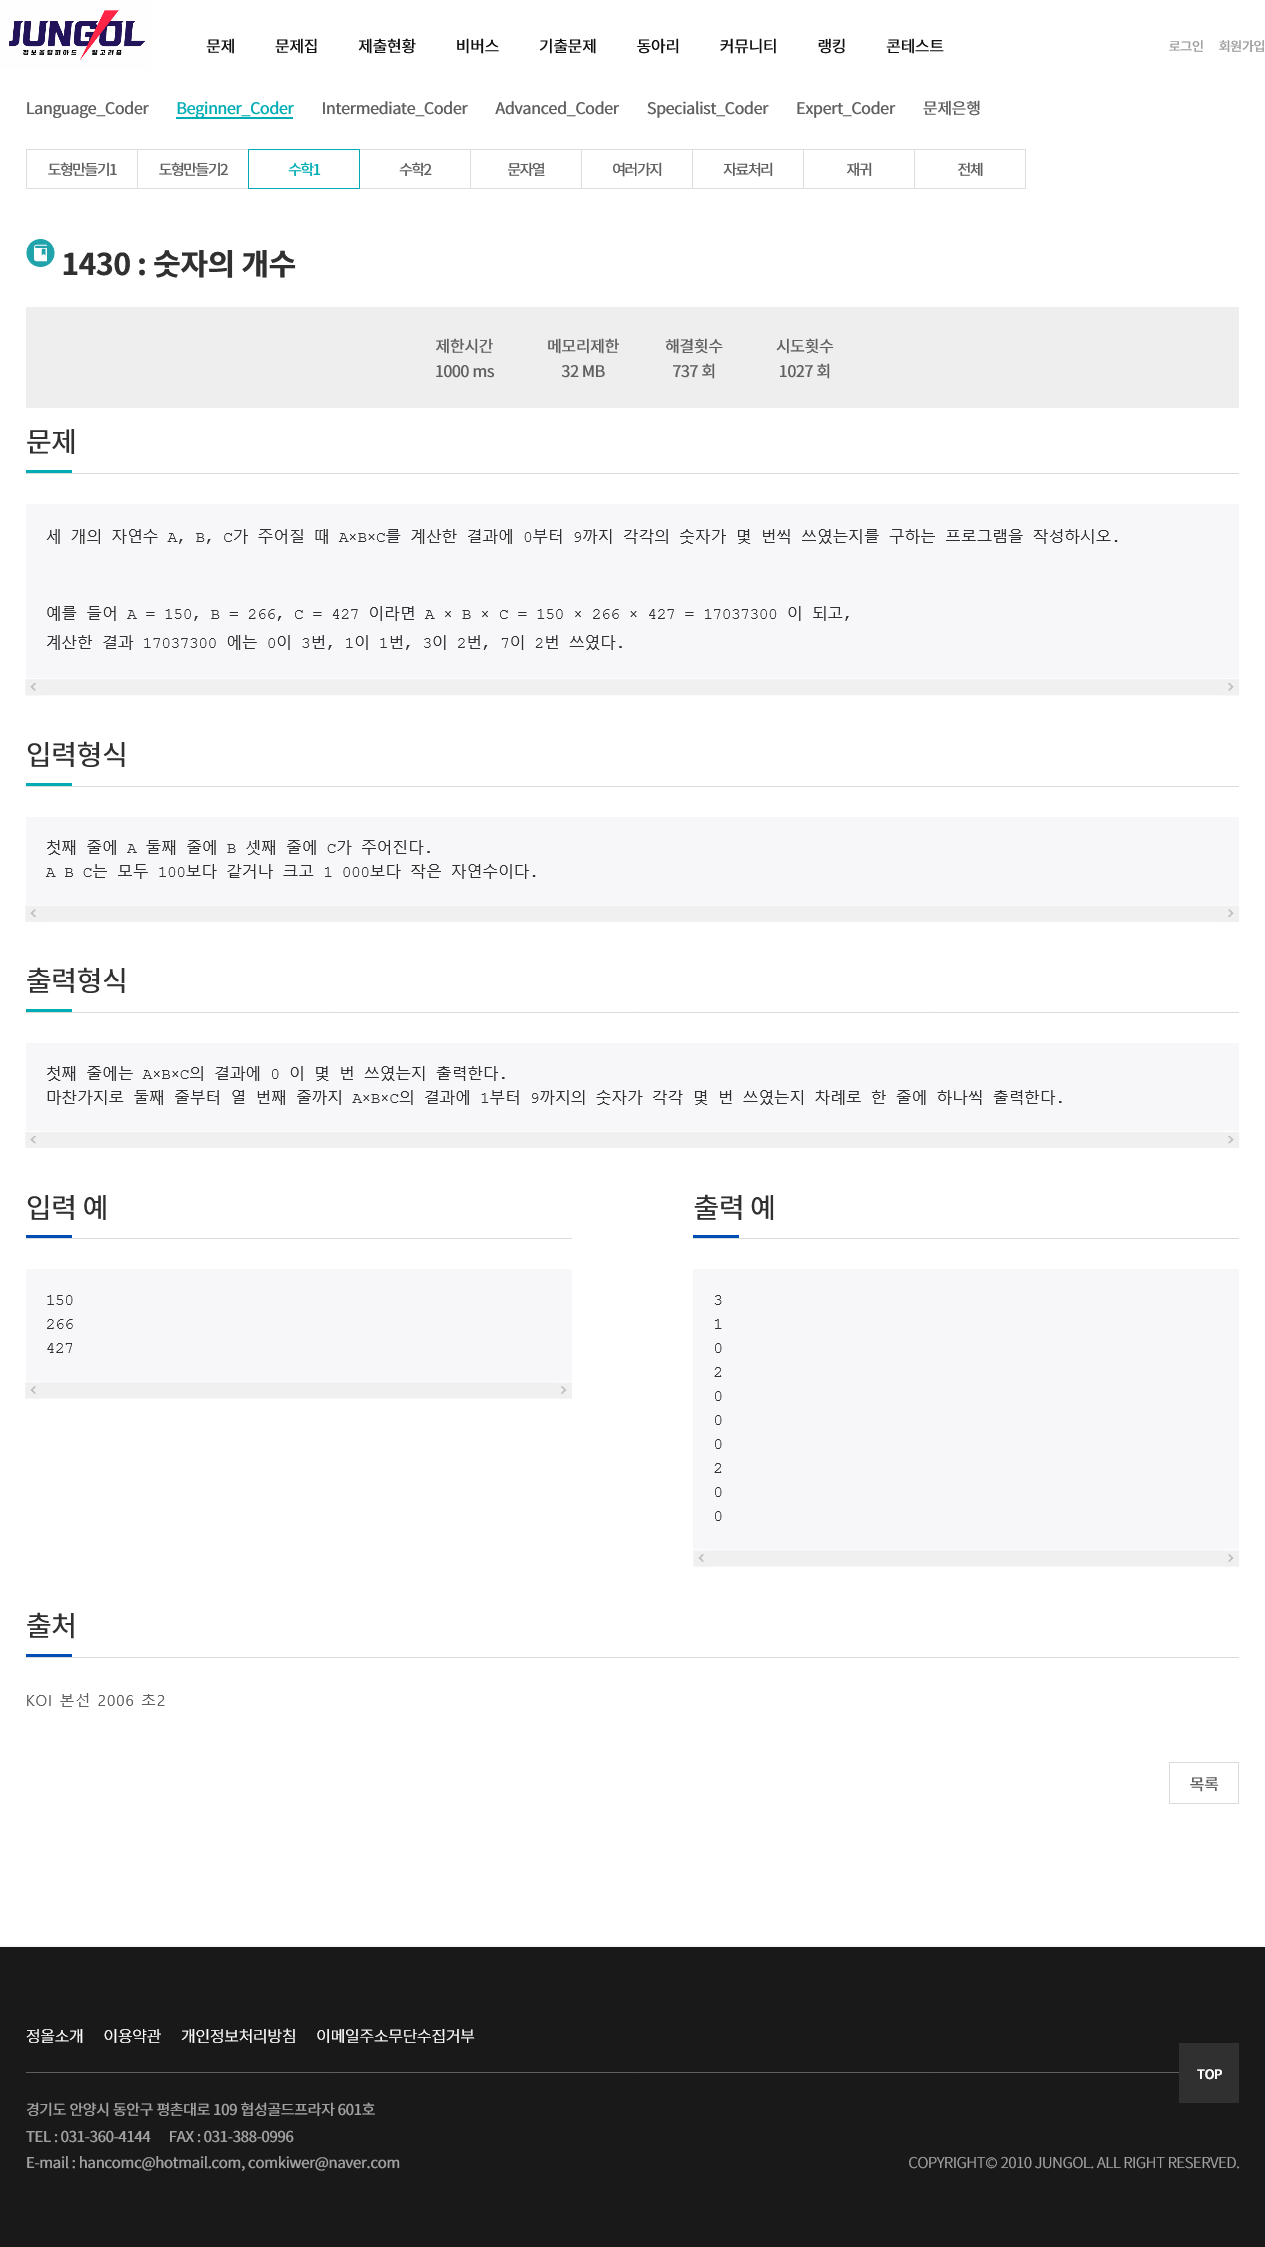 JUNGOL
정보올림피아드 알고리즘
문제 문제집 제출현황 비버스 기출문제 동아리 커뮤니티 랭킹 콘테스트 로그인 회원가입
Language_Coder Beginner_Coder Intermediate_Coder Advanced_Coder Specialist_Coder Expert_Coder 문제은행
도형만들기1 도형만들기2 수학1 수학2 문자열 여러가지 자료처리 재귀 전체
1430 : 숫자의 개수
제한시간 메모리제한 해결횟수 시도횟수
1000 ms 32 MB 737 회 1027 회
문제
세 개의 자연수 A, B, C가 주어질 때 A×B×C를 계산한 결과에 0부터 9까지 각각의 숫자가 몇 번씩 쓰였는지를 구하는 프로그램을 작성하시오.
예를 들어 A = 150, B = 266, C = 427 이라면 A × B × C = 150 × 266 × 427 = 17037300 이 되고,
계산한 결과 17037300 에는 0이 3번, 1이 1번, 3이 2번, 7이 2번 쓰였다.
입력형식
첫째 줄에 A 둘째 줄에 B 셋째 줄에 C가 주어진다.
A B C는 모두 100보다 같거나 크고 1 000보다 작은 자연수이다.
출력형식
첫째 줄에는 A×B×C의 결과에 0 이 몇 번 쓰였는지 출력한다.
마찬가지로 둘째 줄부터 열 번째 줄까지 A×B×C의 결과에 1부터 9까지의 숫자가 각각 몇 번 쓰였는지 차례로 한 줄에 하나씩 출력한다.
입력 예
150
266
427
출력 예
3
1
0
2
0
0
0
2
0
0
출처
KOI 본선 2006 초2
목록
정올소개 이용약관 개인정보처리방침 이메일주소무단수집거부
TOP
경기도 안양시 동안구 평촌대로 109 협성골드프라자 601호
TEL : 031-360-4144 FAX : 031-388-0996
E-mail : hancomc@hotmail.com, comkiwer@naver.com
COPYRIGHT© 2010 JUNGOL. ALL RIGHT RESERVED.